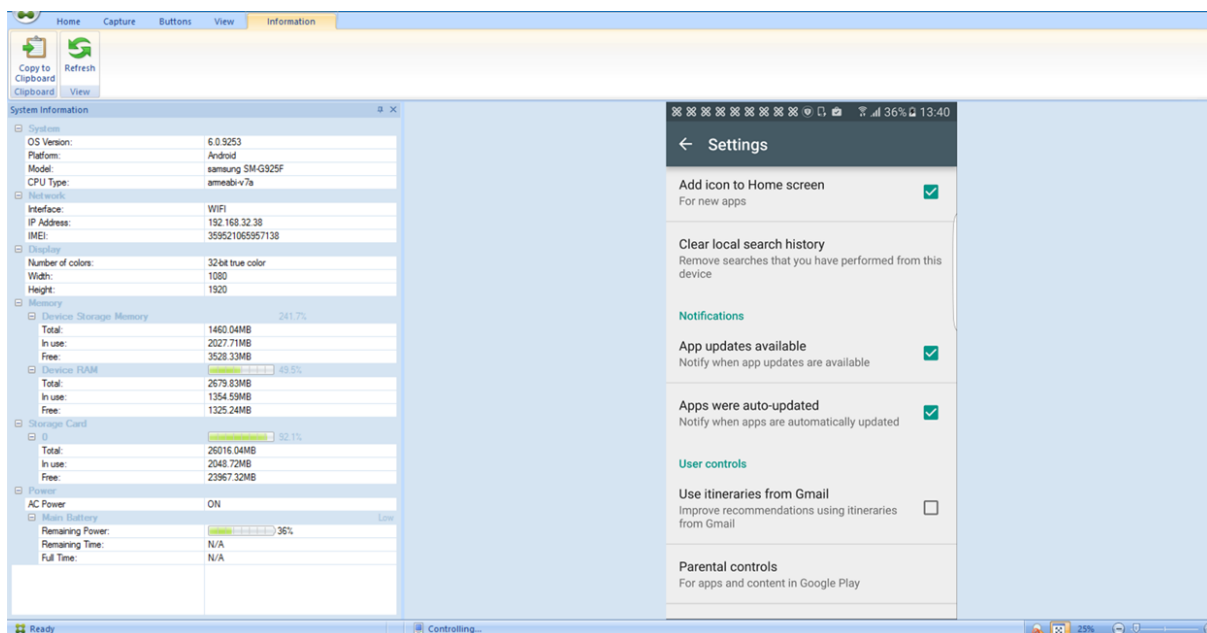 Home Capture Buttons View Information
Copy to Clipboard
Refresh
Clipboard View
System Information
System
OS Version: 6.0.9253
Platform: Android
Model: samsung SM-G925F
CPU Type: armeabi-v7a
Network
Interface: WIFI
IP Address: 192.168.32.38
IMEI: 359521065957138
Display
Number of colors: 32-bit true color
Width: 1080
Height: 1920
Memory
Device Storage Memory 241.7%
Total: 1460.04MB
In use: 2027.71MB
Free: 3528.33MB
Device RAM 49.5%
Total: 2679.83MB
In use: 1354.59MB
Free: 1325.24MB
Storage Card
0 92.1%
Total: 26016.04MB
In use: 2048.72MB
Free: 23967.32MB
Power
AC Power ON
Main Battery Low
Remaining Power: 36%
Remaining Time: N/A
Full Time: N/A
36% 13:40
Settings
Add icon to Home screen
For new apps
Clear local search history
Remove searches that you have performed from this
device
Notifications
App updates available
Notify when app updates are available
Apps were auto-updated
Notify when apps are automatically updated
User controls
Use itineraries from Gmail
Improve recommendations using itineraries
from Gmail
Parental controls
For apps and content in Google Play
Ready Controlling... 25%